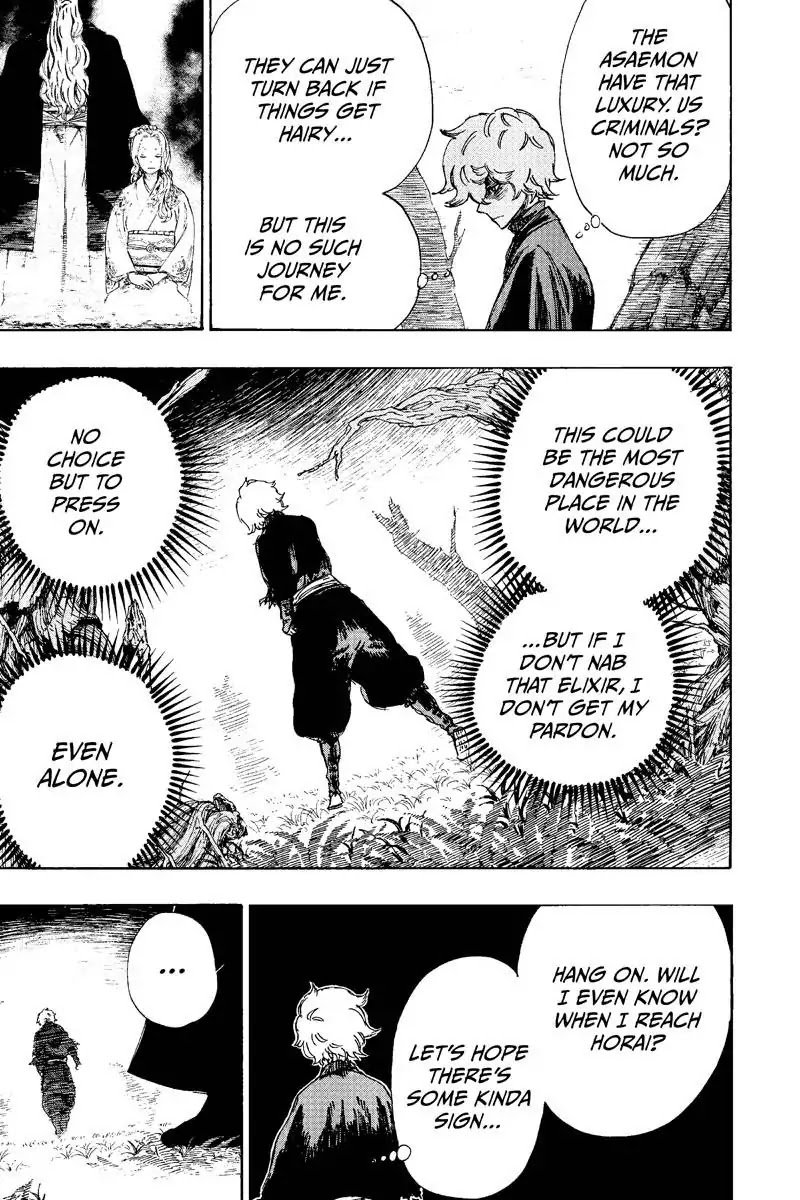 THE
ASAEMON
HAVE THAT
LUXURY. US
CRIMINALS?
NOT SO
MUCH.
THEY CAN JUST
TURN BACK IF
THINGS GET
HAIRY...
BUT THIS
IS NO SUCH
JOURNEY
FOR ME.
THIS COULD
BE THE MOST
DANGEROUS
PLACE IN THE
WORLD...
...BUT IF I
DON'T NAB
THAT ELIXIR, I
DON'T GET MY
PARDON.
NO
CHOICE
BUT TO
PRESS
ON.
EVEN
ALONE.
HANG ON. WILL
I EVEN KNOW
WHEN I REACH
HORAI?
LET'S HOPE
THERE'S
SOME KINDA
SIGN...
...